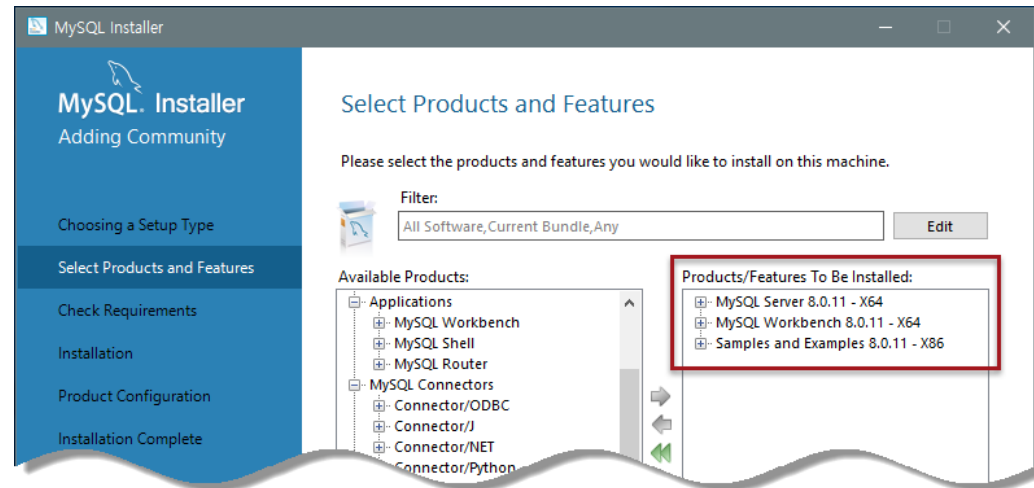 MySQL Installer
MySQL. Installer
Adding Community
Choosing a Setup Type
Select Products and Features
Check Requirements
Installation
Product Configuration
Installation Complete
Select Products and Features
Please select the products and features you would like to install on this machine.
Filter:
All Software,Current Bundle,Any
Edit
Available Products:
Applications
MySQL Workbench
MySQL Shell
MySQL Router
MySQL Connectors
Connector/ODBC
Connector/J
Connector/NET
Connector/Python
Products/Features To Be Installed:
MySQL Server 8.0.11 - X64
MySQL Workbench 8.0.11 - X64
Samples and Examples 8.0.11 - X86